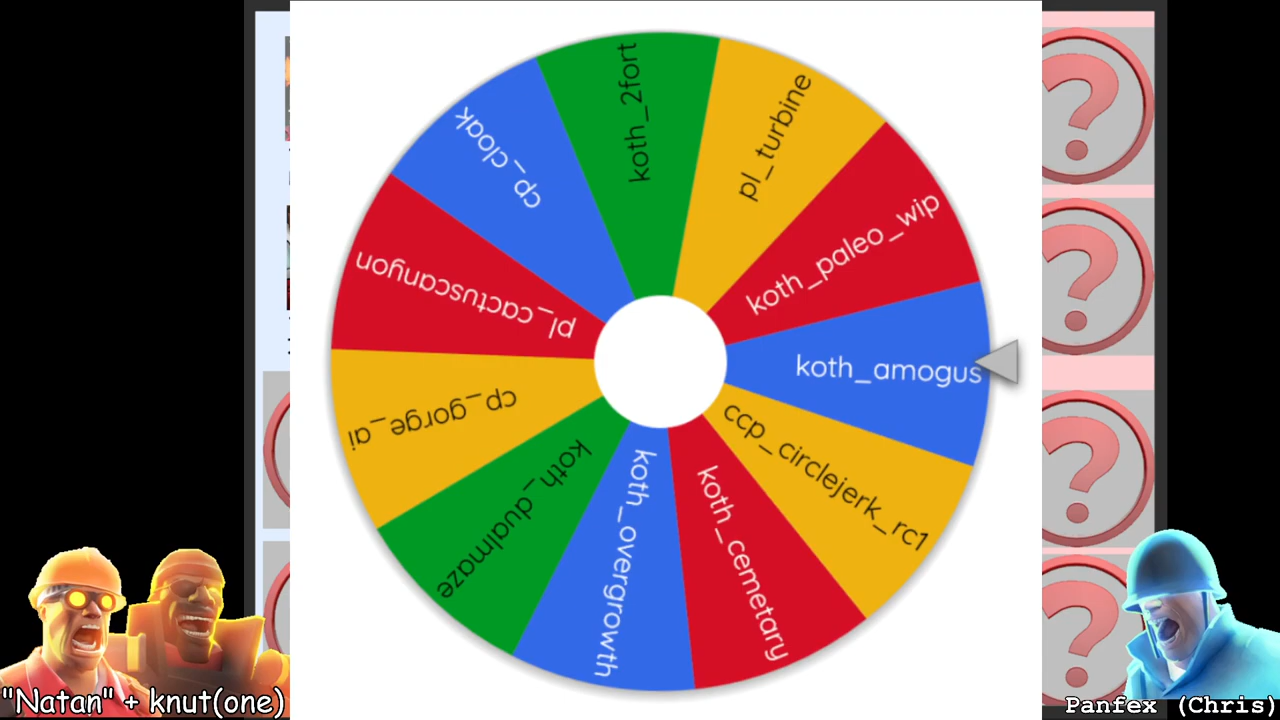 koth_2fort
pl_turbine
koth_paleo_wip
koth_amogus
ccp_circlejerk_rc1
koth_cemetary
koth_overgrowth
koth_dualmaze
cp_gorge_ai
pl_cactuscanyon
cp_cloak
"Natan" + knut(one)
Panfex (Chris)